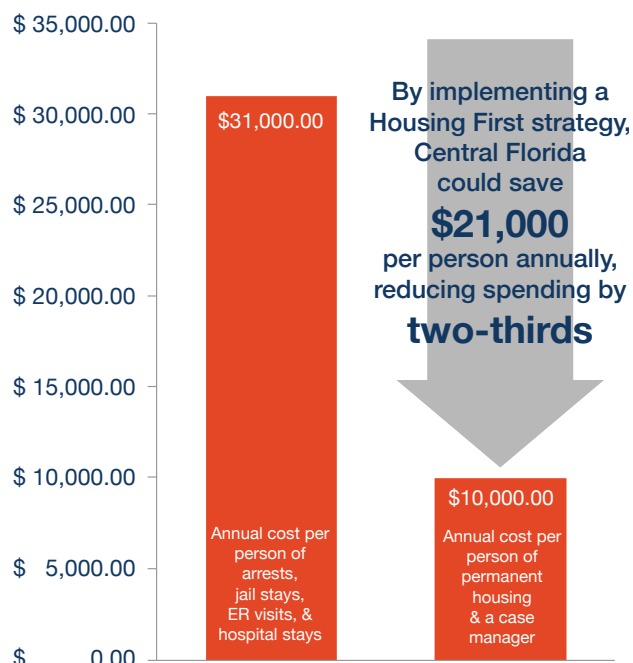 $ 35,000.00
$ 30,000.00
$ 25,000.00
$ 20,000.00
$ 15,000.00
$ 10,000.00
$ 5,000.00
$ 0.00
$31,000.00
Annual cost per
person of
arrests,
jail stays,
ER visits, &
hospital stays
By implementing a
Housing First strategy,
Central Florida
could save
$21,000
per person annually,
reducing spending by
two-thirds
$10,000.00
Annual cost per
person of
permanent
housing
& a case
manager